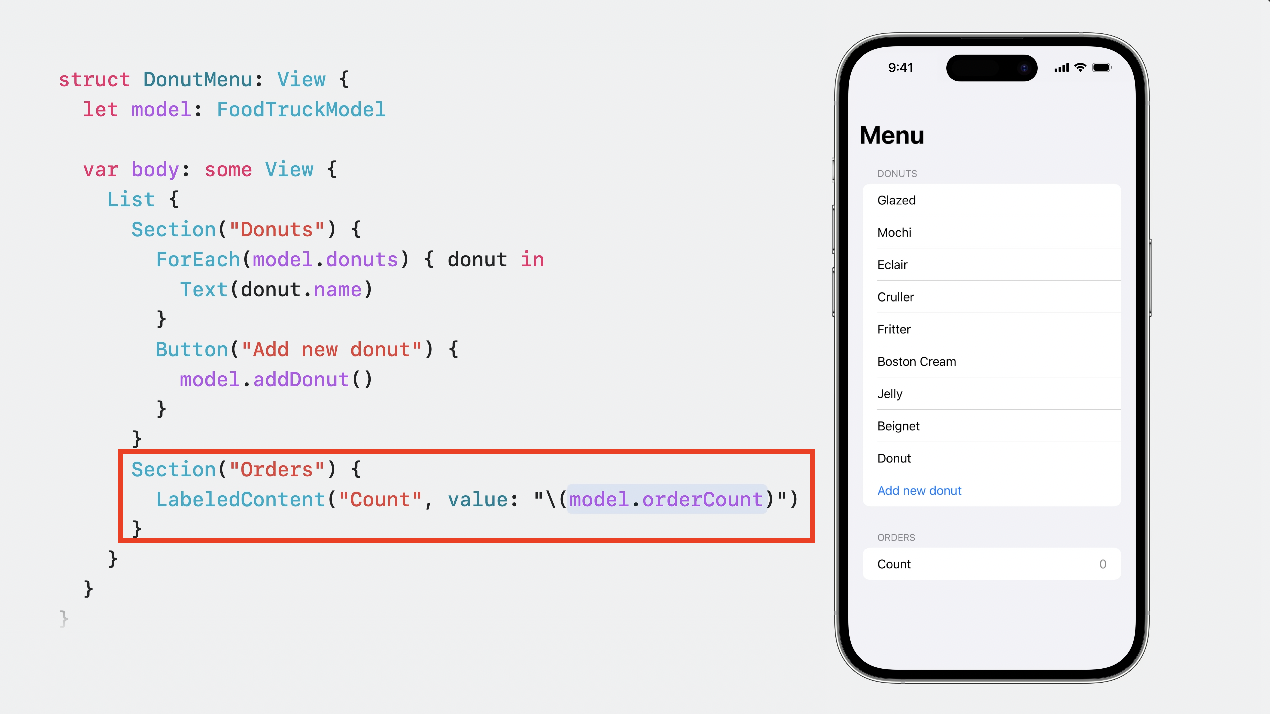 struct DonutMenu: View {
let model: FoodTruckModel
var body: some View {
List {
Section("Donuts") {
ForEach(model.donuts) { donut in
Text(donut.name)
}
Button("Add new donut") {
model.addDonut()
}
}
Section("Orders") {
LabeledContent("Count", value: "\(model.orderCount)")
}
}
}
}
9:41
Menu
DONUTS
Glazed
Mochi
Eclair
Cruller
Fritter
Boston Cream
Jelly
Beignet
Donut
Add new donut
ORDERS
Count 0